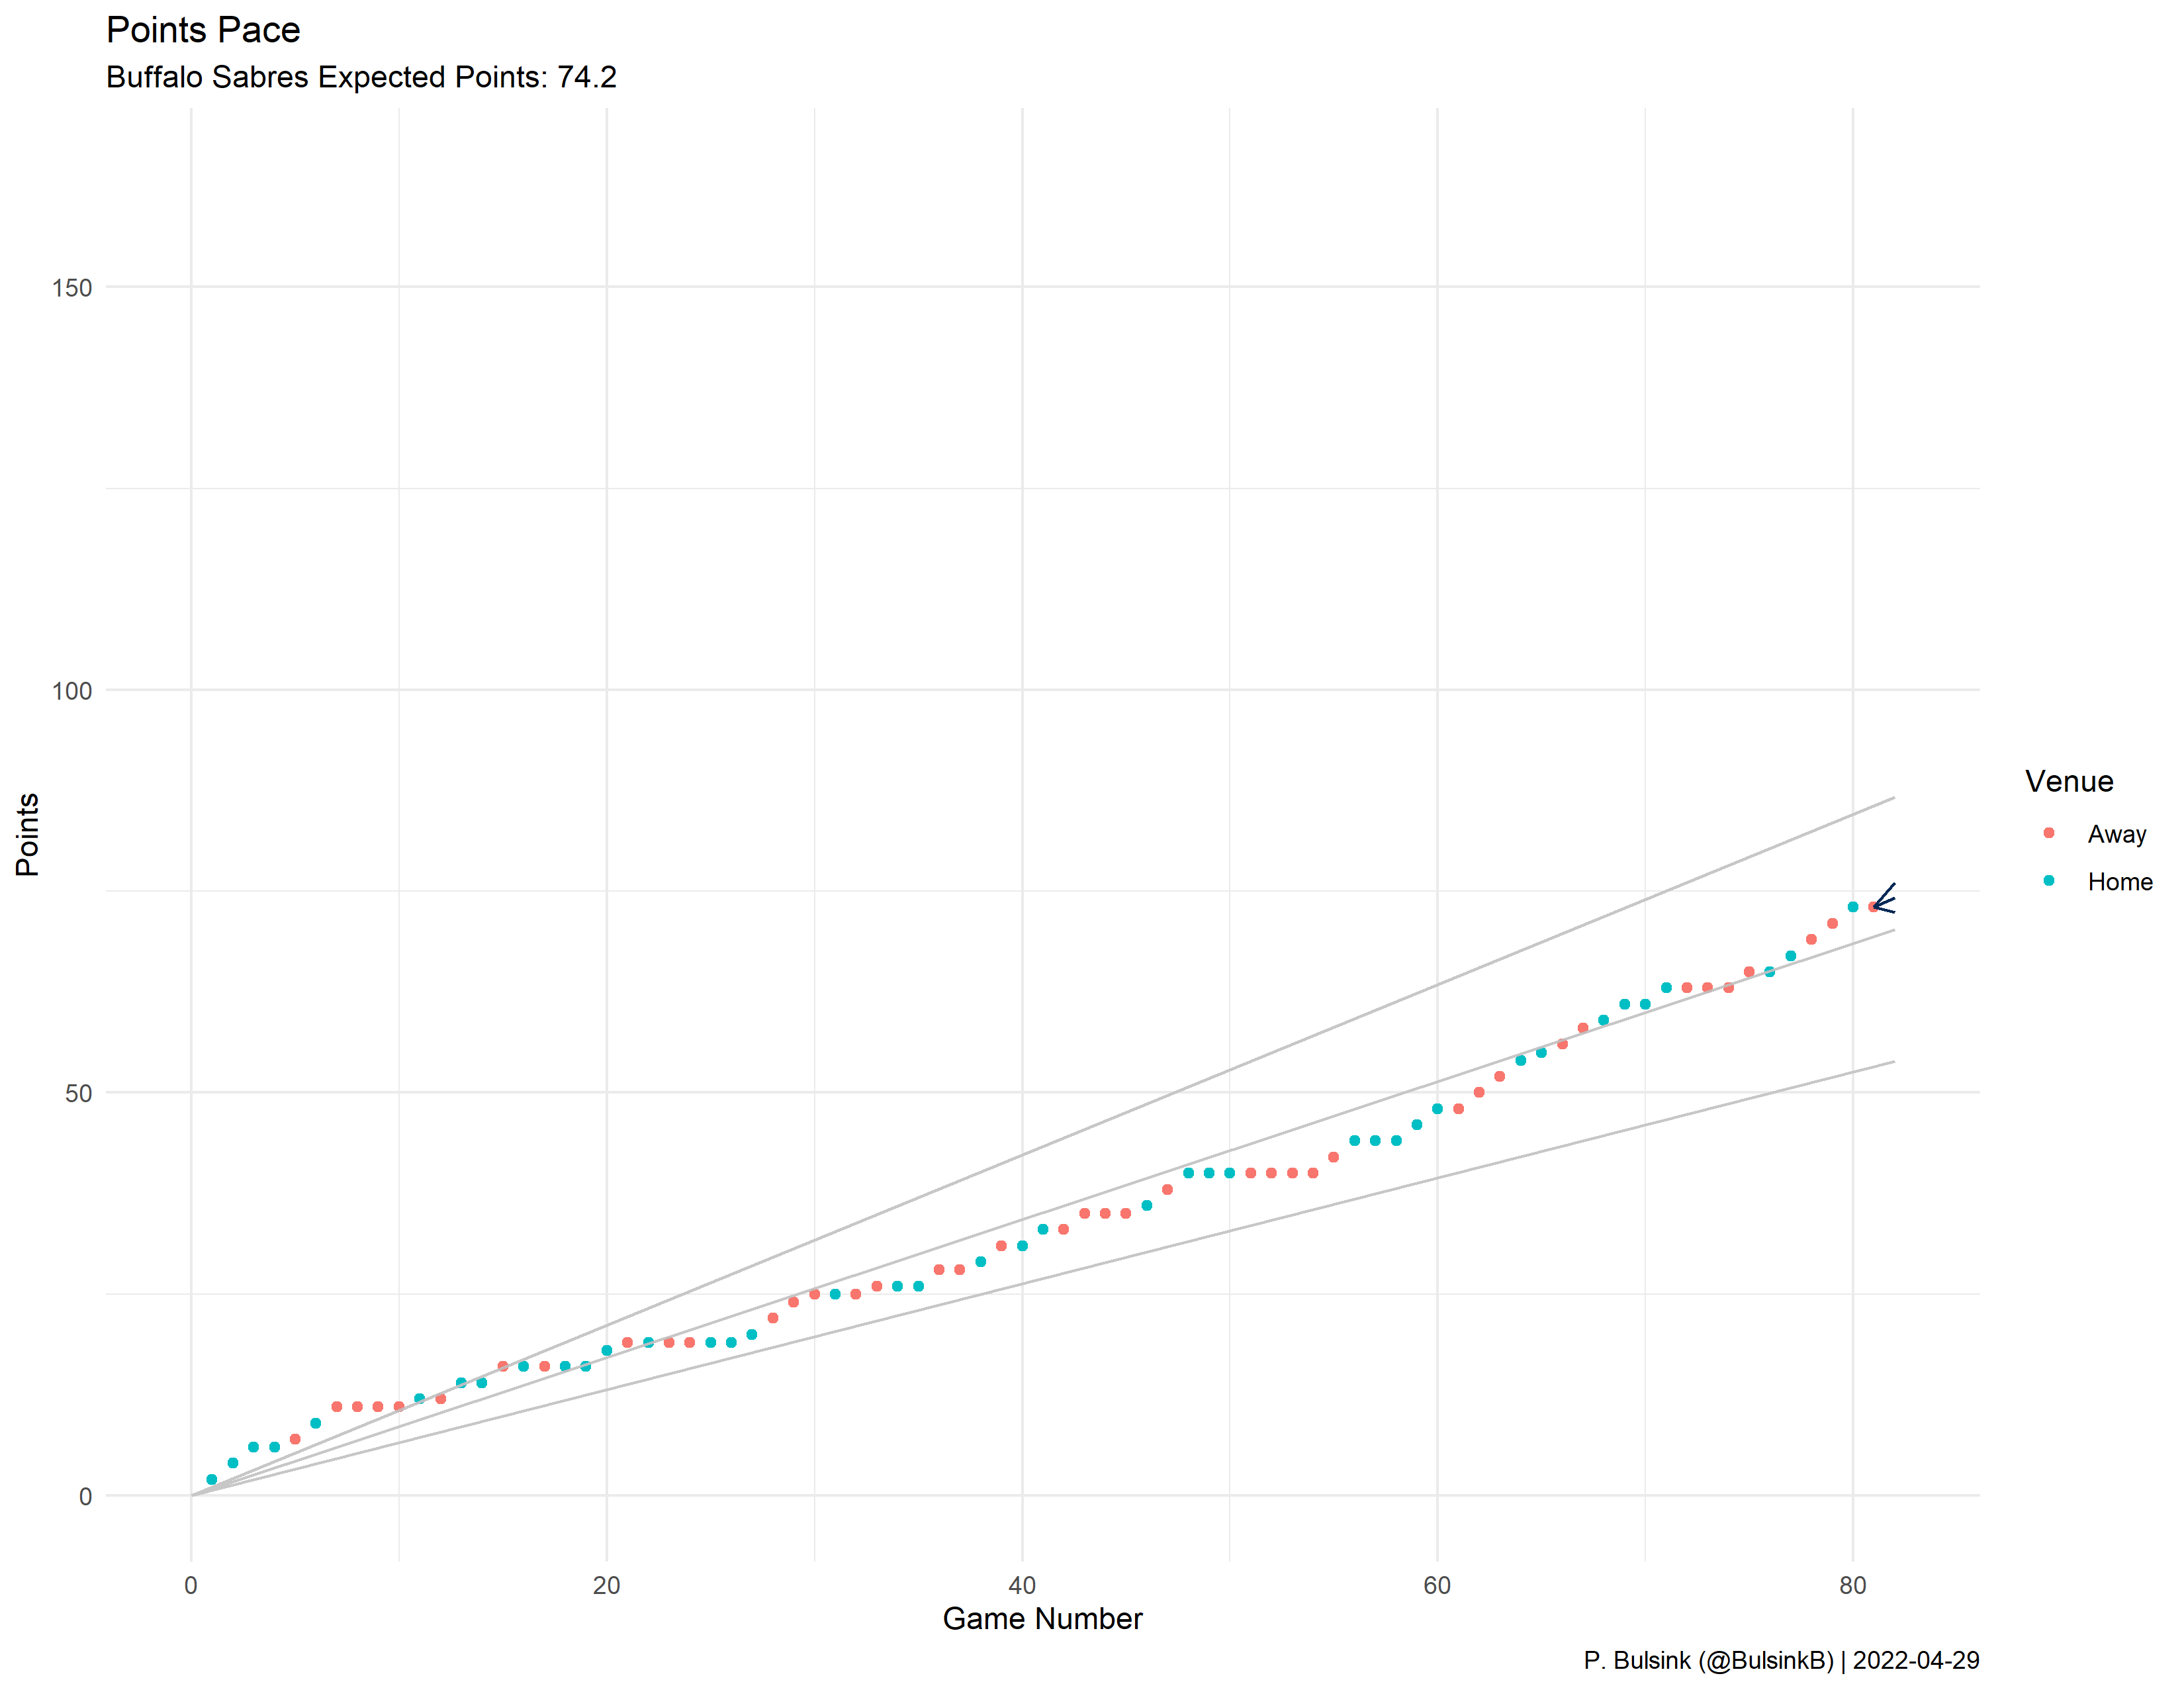 Points Pace
Buffalo Sabres Expected Points: 74.2
150
100
50
0
Points
0 20 40 60 80
Game Number
Venue
Away
Home
P. Bulsink (@BulsinkB) | 2022-04-29